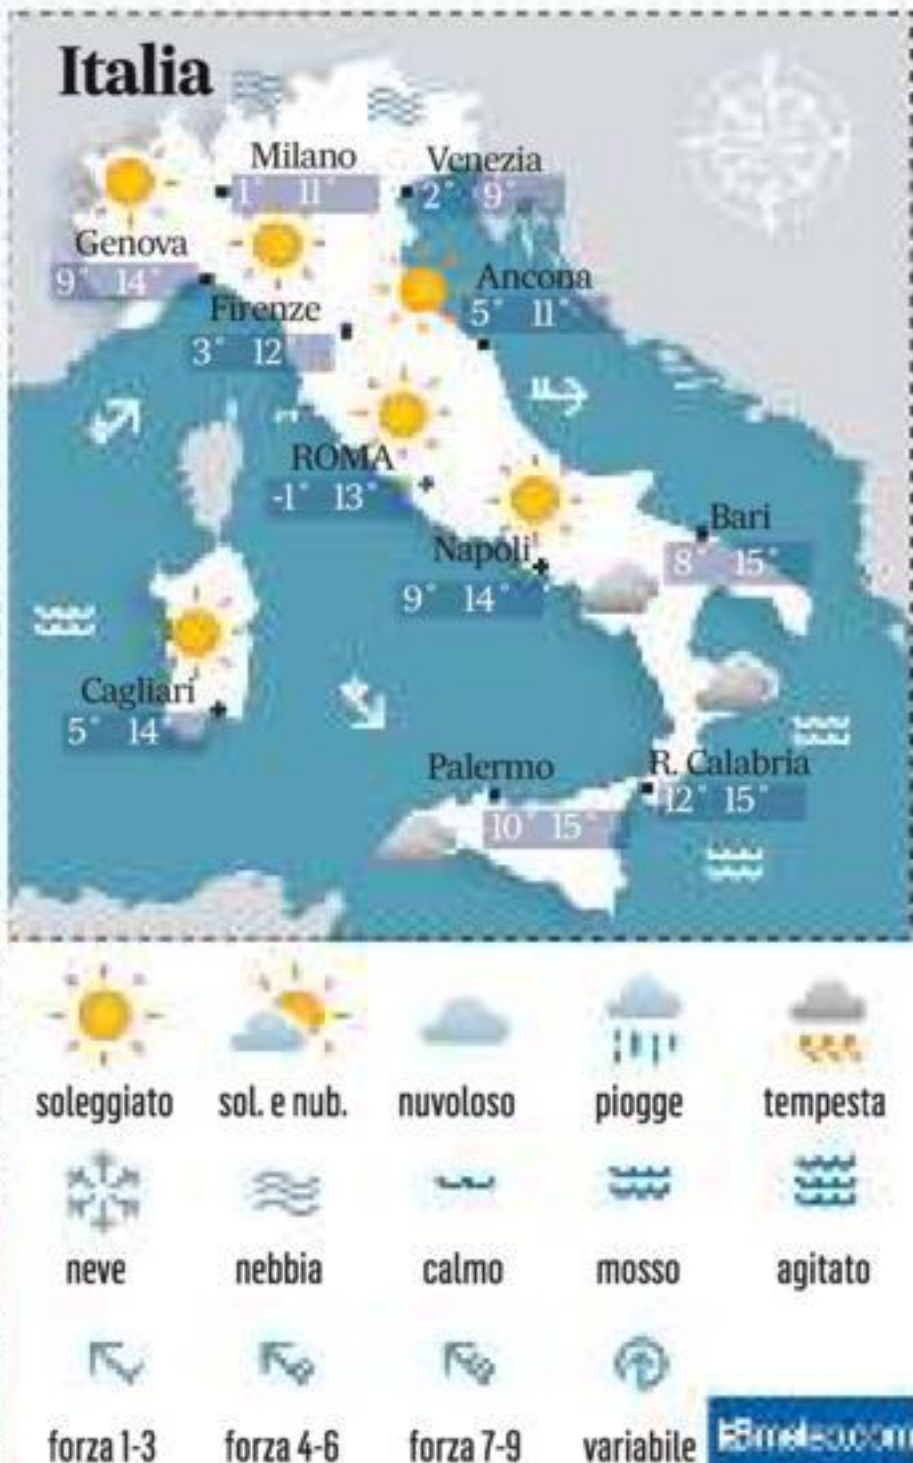 Italia
Milano
1° 11°
Venezia
2° 9°
Genova
9° 14°
Firenze
3° 12
Ancona
5° 11°
ROMA
-1° 13°
Napoli
9° 14°
Bari
8° 15°
Cagliari
5° 14°
Palermo
10° 15°
R. Calabria
12° 15°
soleggiato sol. e nub. nuvoloso piogge tempesta
neve nebbia calmo mosso agitato
forza 1-3 forza 4-6 forza 7-9 variabile